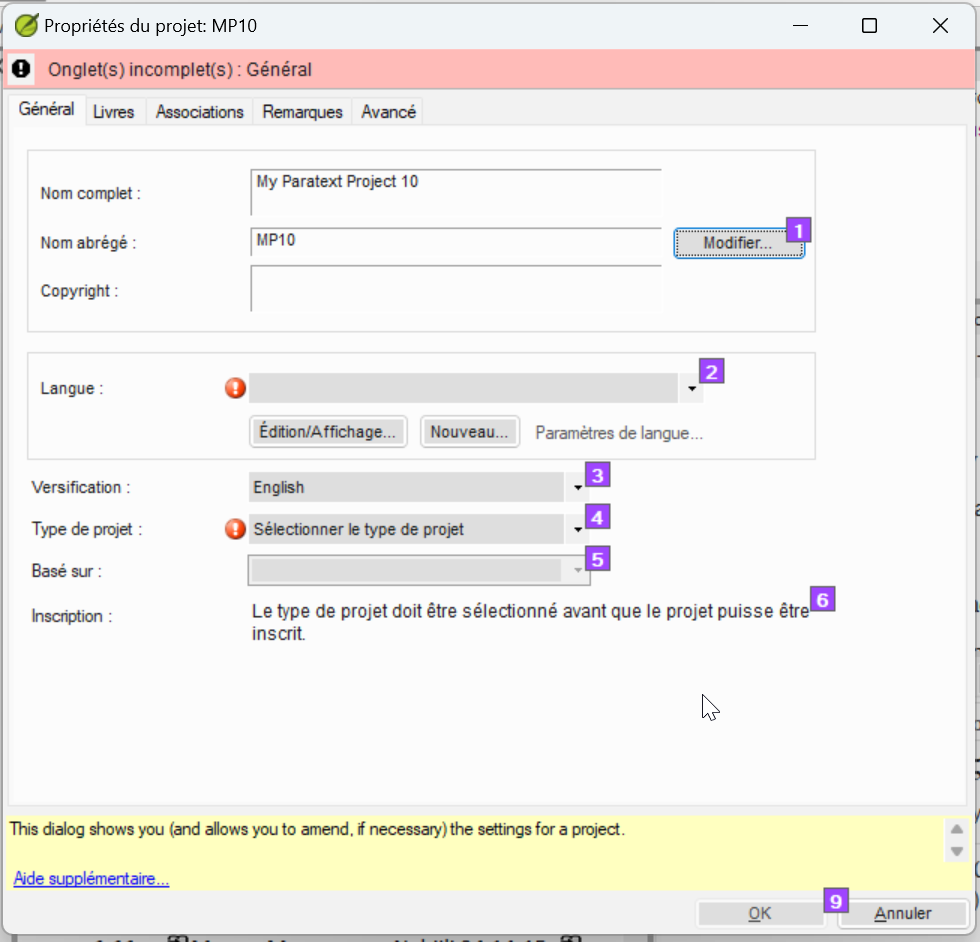 Propriétés du projet: MP10
Onglet(s) incomplet(s) : Général
Général Livres Associations Remarques Avancé
Nom complet : My Paratext Project 10
Nom abrégé : MP10 Modifier... 1
Copyright :
Langue : 2
Édition/Affichage... Nouveau... Paramètres de langue...
Versification : English 3
Type de projet : Sélectionner le type de projet 4
Basé sur : 5
Inscription : Le type de projet doit être sélectionné avant que le projet puisse être 6
inscrit.
This dialog shows you (and allows you to amend, if necessary) the settings for a project.
Aide supplémentaire...
OK 9 Annuler